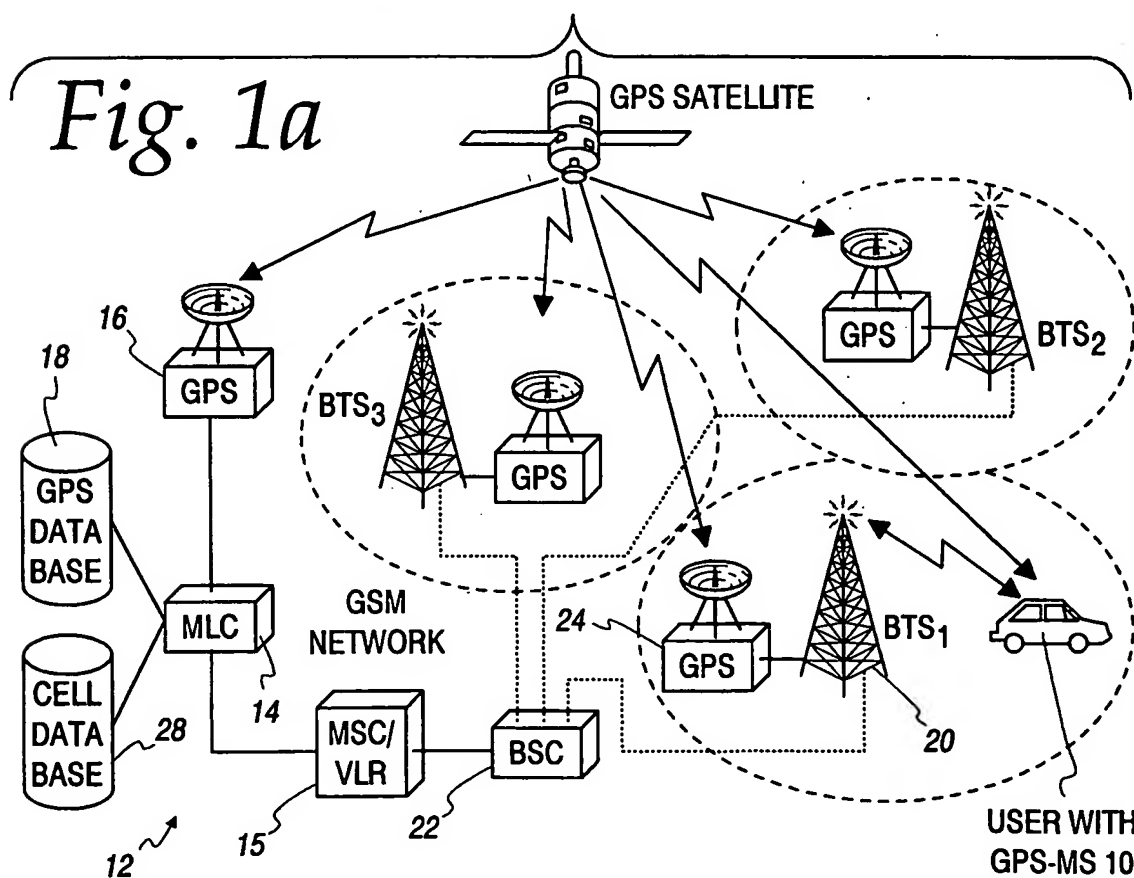 Fig. 1a
GPS SATELLITE
16
GPS
18
GPS
DATA
BASE
BTS3
GPS
GPS
BTS2
MLC
14
GSM
NETWORK
24
GPS
BTS1
20
CELL
DATA
BASE
28
MSC/
VLR
15
BSC
22
12
USER WITH
GPS-MS 10